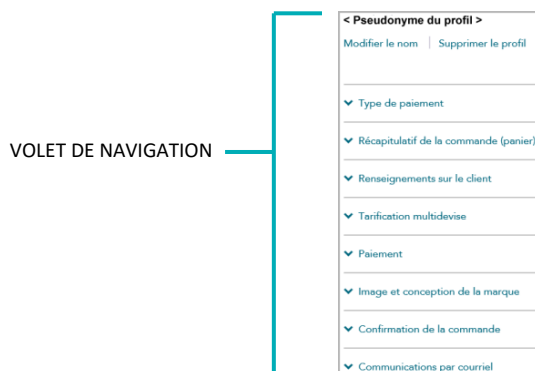 < Pseudonyme du profil >
Modifier le nom | Supprimer le profil
Type de paiement
Récapitulatif de la commande (panier)
VOLET DE NAVIGATION
Renseignements sur le client
Tarification multidevise
Paiement
Image et conception de la marque
Confirmation de la commande
Communications par courriel